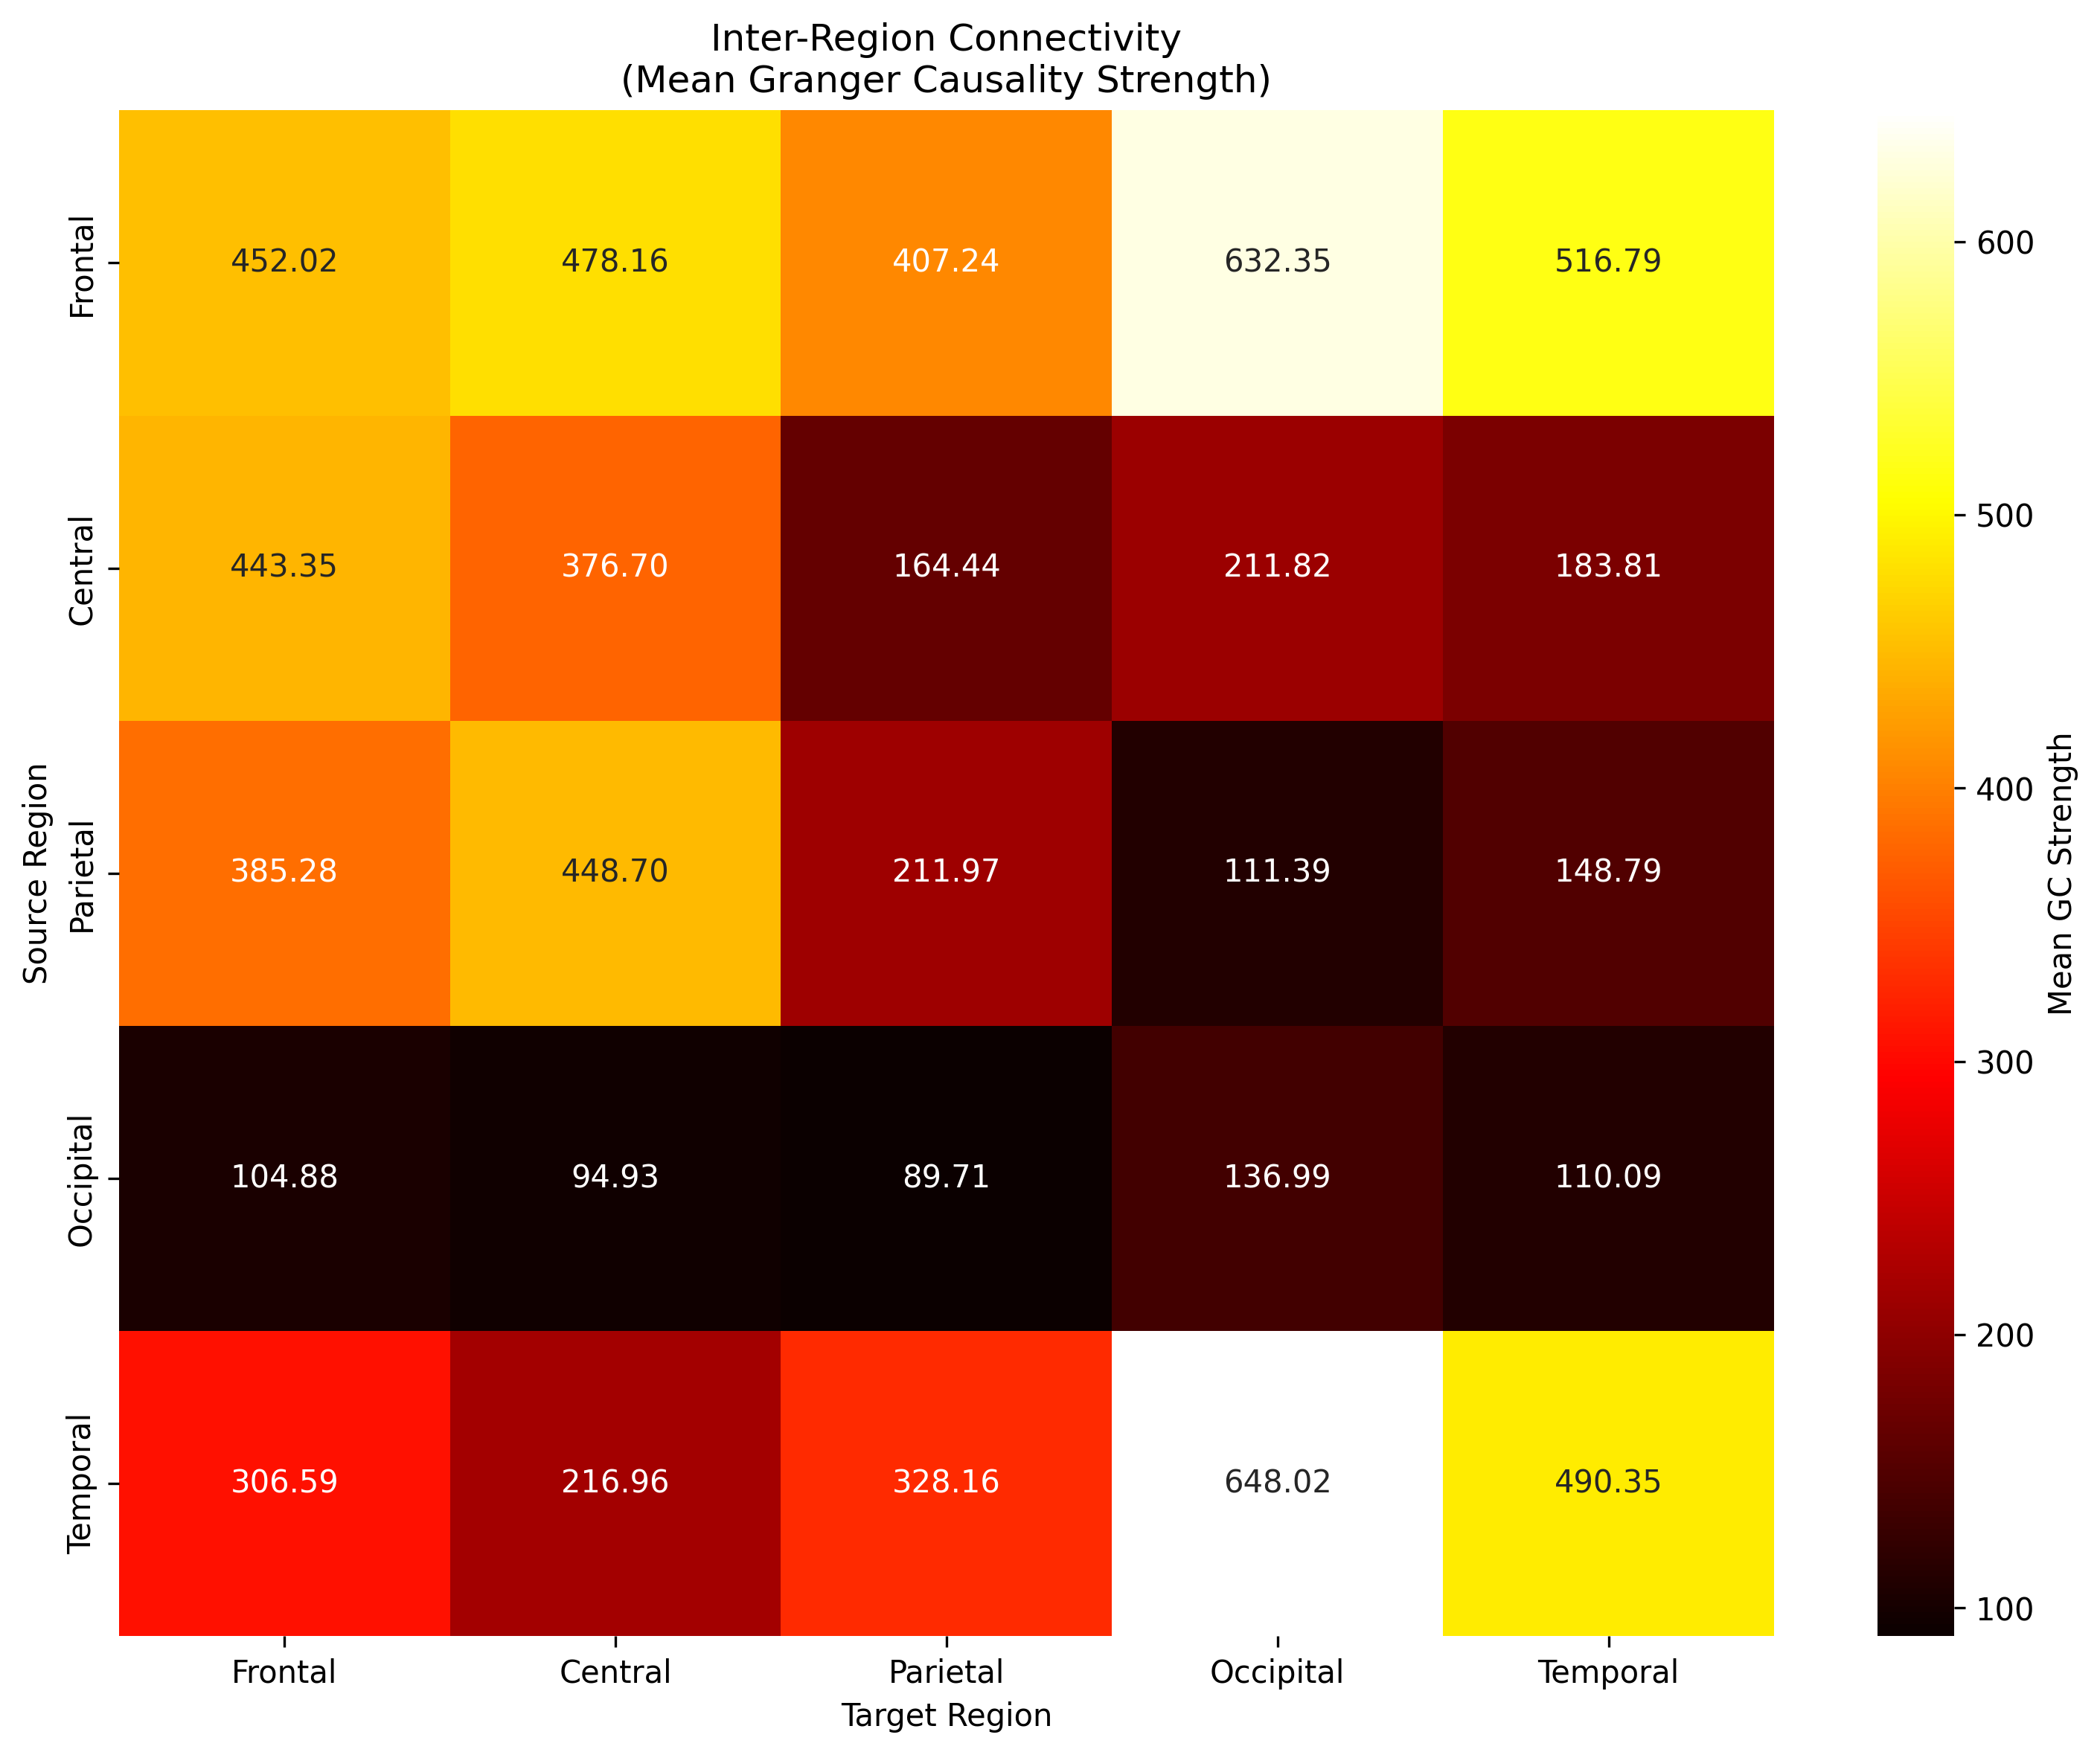 Inter-Region Connectivity
(Mean Granger Causality Strength)
Source Region
Frontal
452.02 478.16 407.24 632.35 516.79
Central
443.35 376.70 164.44 211.82 183.81
Parietal
385.28 448.70 211.97 111.39 148.79
Occipital
104.88 94.93 89.71 136.99 110.09
Temporal
306.59 216.96 328.16 648.02 490.35
Frontal Central Parietal Occipital Temporal
Target Region
600
500
400
300
200
100
Mean GC Strength